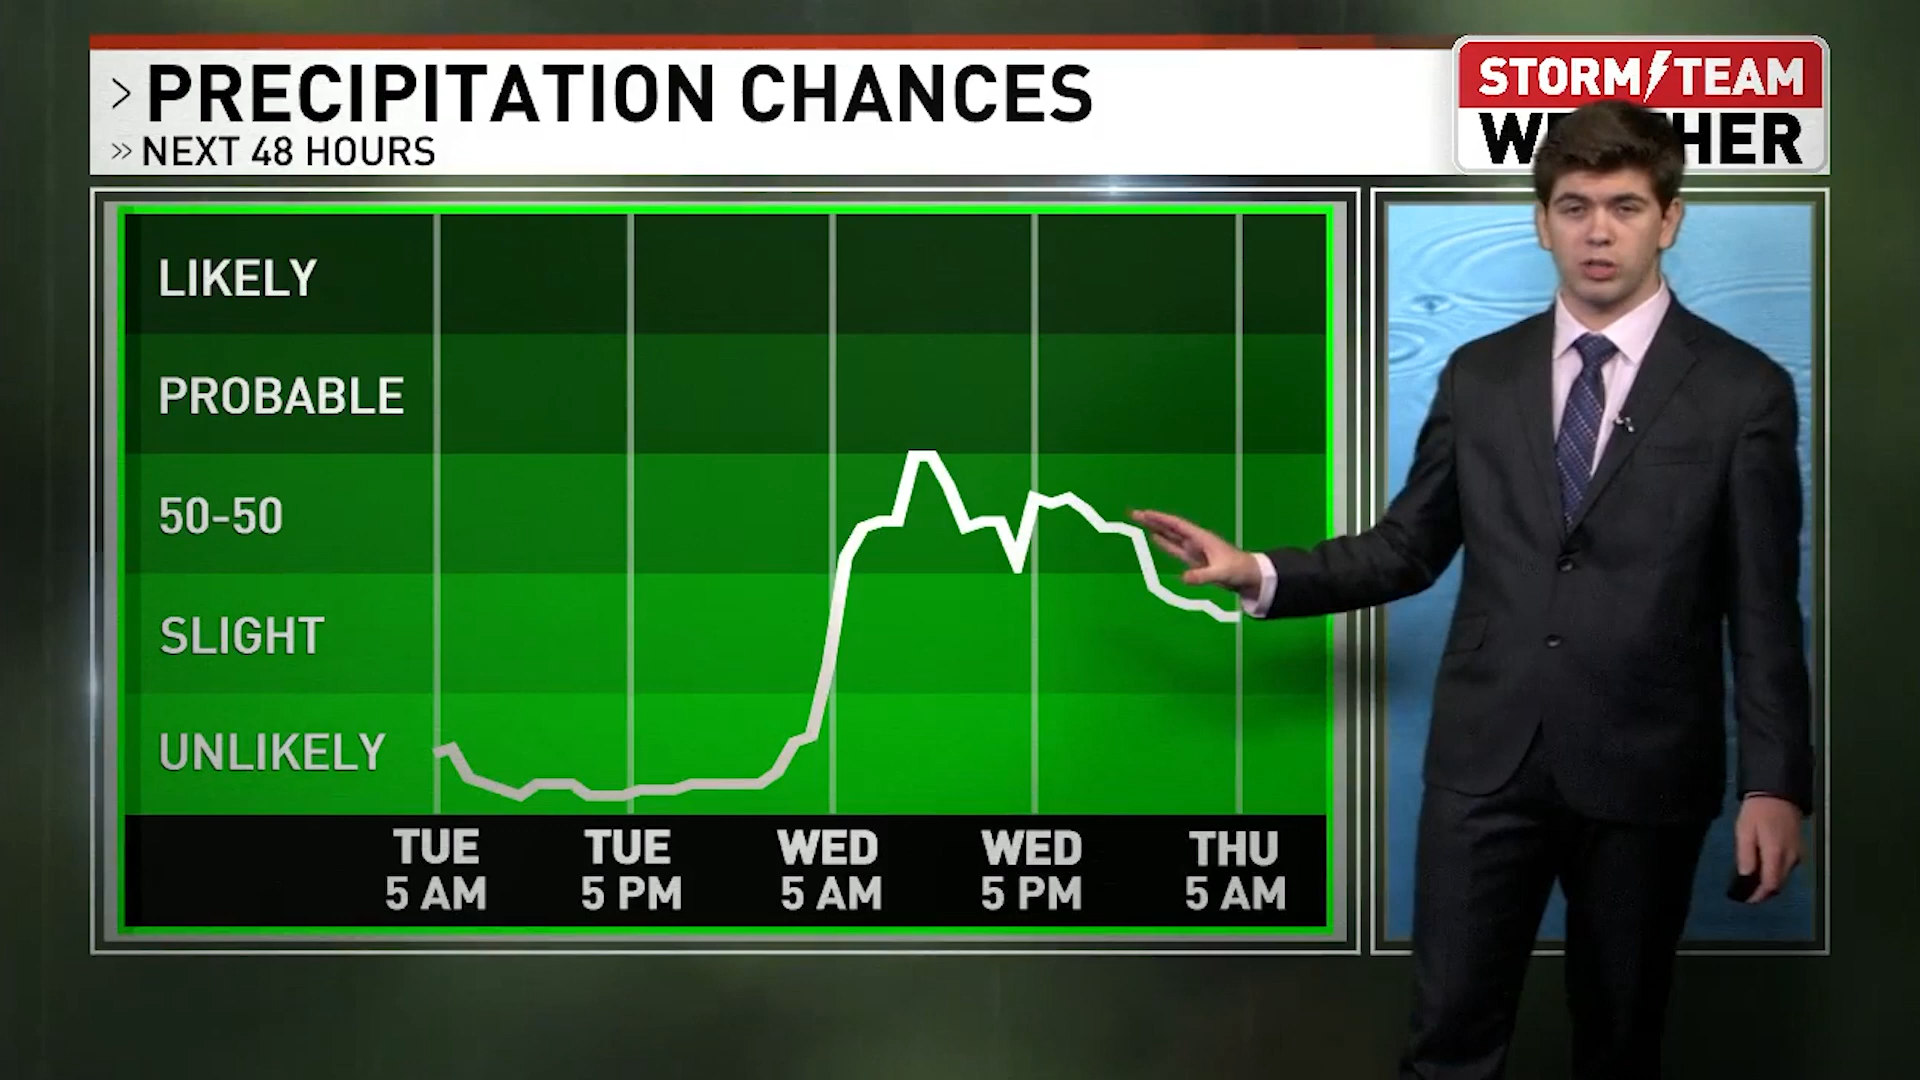 > PRECIPITATION CHANCES
>> NEXT 48 HOURS
STORM TEAM
LIKELY
PROBABLE
50-50
SLIGHT
UNLIKELY
TUE TUE WED WED THU
5 AM 5 PM 5 AM 5 PM 5 AM